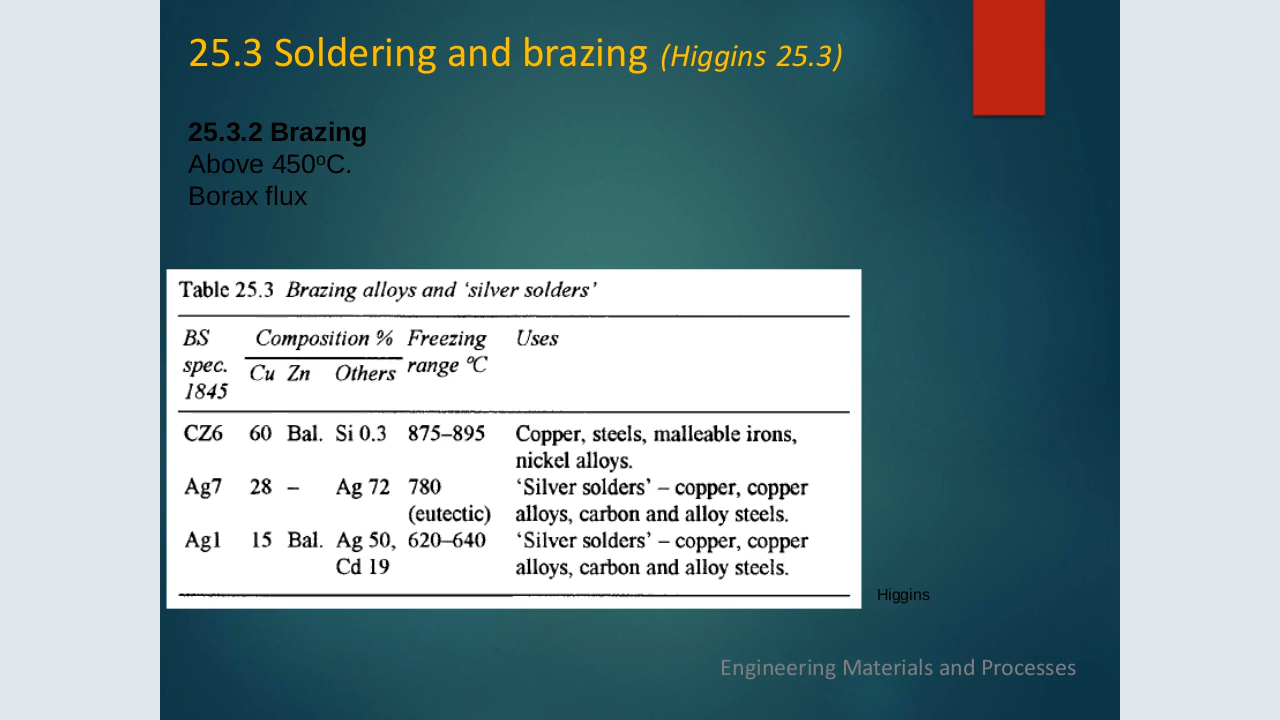 25.3 Soldering and brazing (Higgins 25.3)
25.3.2 Brazing
Above 450ºC.
Borax flux
Table 25.3 Brazing alloys and ‘silver solders’
BS Composition % Freezing Uses
spec. Cu Zn Others range ºC
1845
CZ6 60 Bal. Si 0.3 875–895 Copper, steels, malleable irons,
nickel alloys.
Ag7 28 – Ag 72 780 ‘Silver solders’ – copper, copper
(eutectic) alloys, carbon and alloy steels.
Ag1 15 Bal. Ag 50, 620–640 ‘Silver solders’ – copper, copper
Cd 19 alloys, carbon and alloy steels.
Higgins
Engineering Materials and Processes